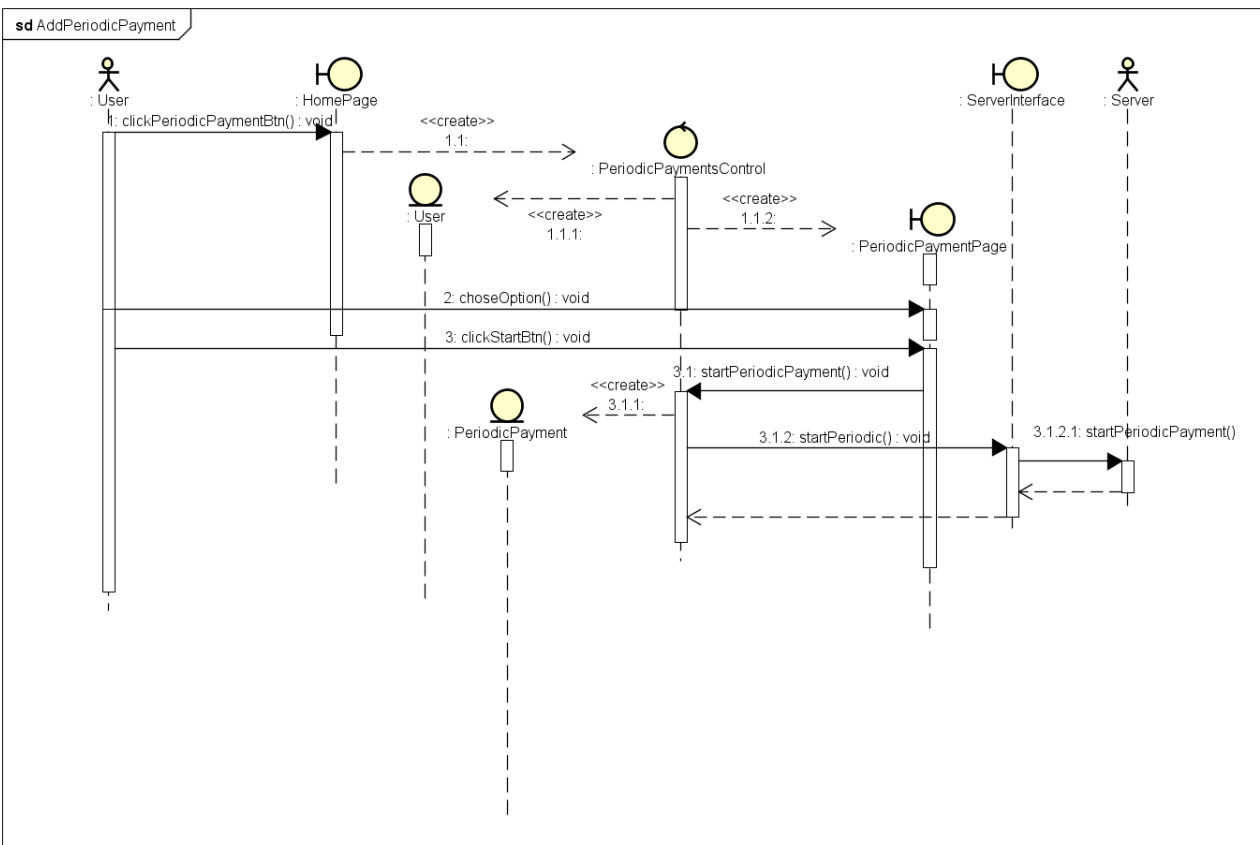 sd AddPeriodicPayment
: User
: HomePage
: ServerInterface
: Server
1: clickPeriodicPaymentBtn() : void
<<create>>
1.1:
: PeriodicPaymentsControl
: User
<<create>>
1.1.1:
<<create>>
1.1.2:
: PeriodicPaymentPage
2: choseOption() : void
3: clickStartBtn() : void
3.1: startPeriodicPayment() : void
<<create>>
3.1.1:
: PeriodicPayment
3.1.2: startPeriodic() : void
3.1.2.1: startPeriodicPayment()